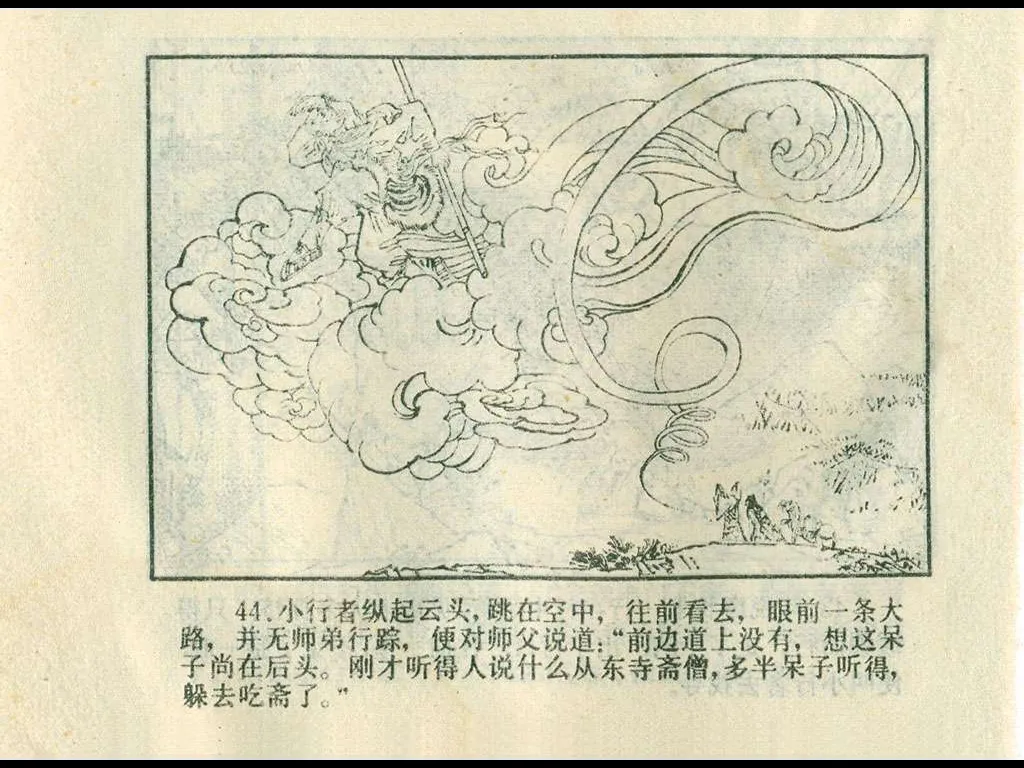 44.小行者纵起云头,跳在空中,往前看去,眼前一条大
路,并无师弟行踪,便对师父说道:“前边道上没有,想这呆
子尚在后头。刚才听得人说什么从东寺斋僧,多半呆子听得,
躲去吃斋了。”